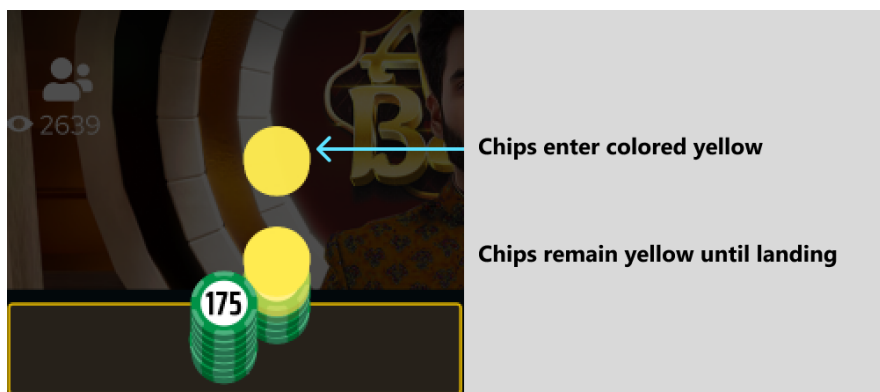 2639
Chips enter colored yellow
Chips remain yellow until landing
175